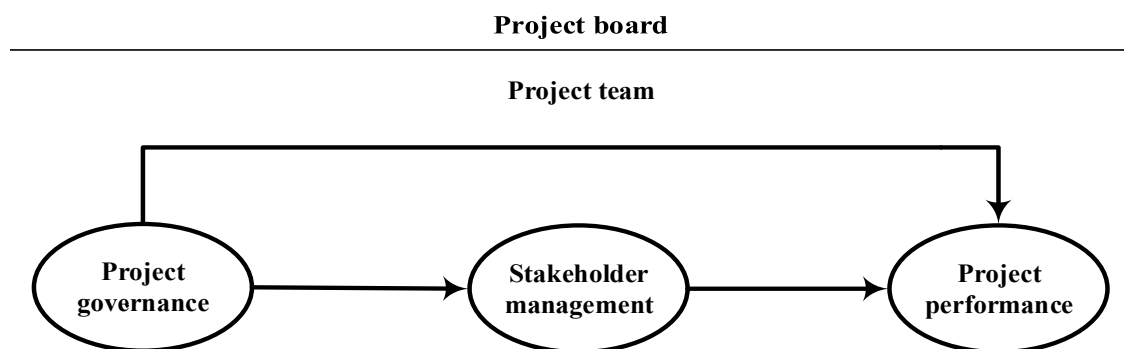 Project board
Project team
Project
governance
Stakeholder
management
Project
performance